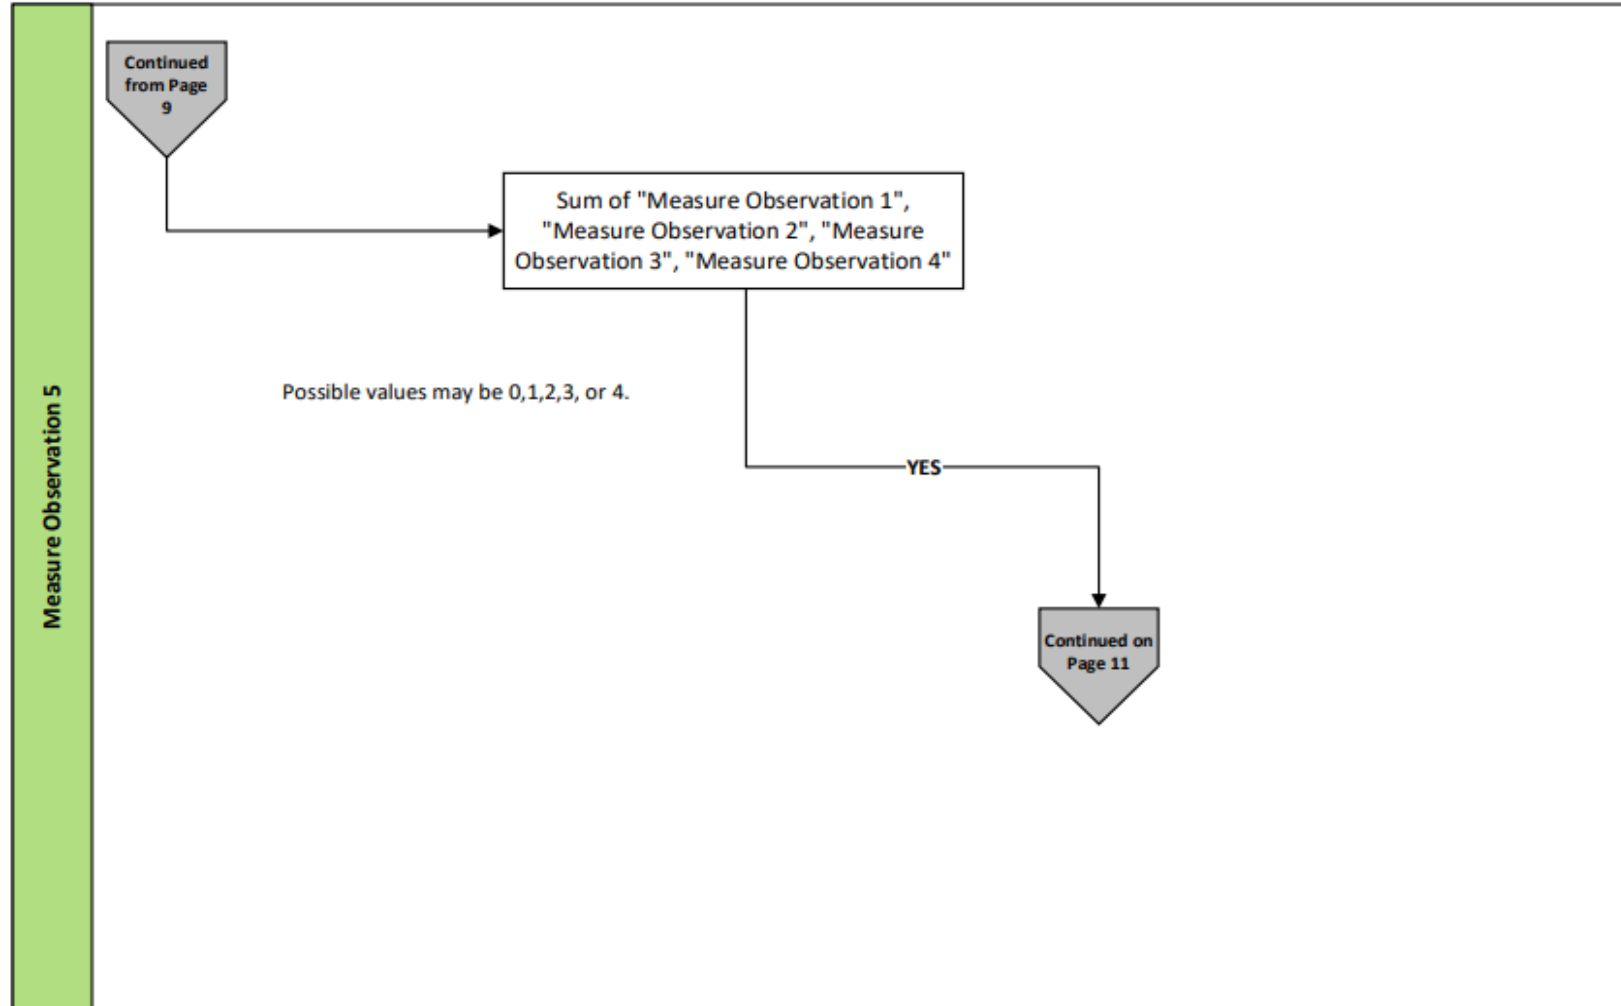 Continued
from Page
9
Sum of "Measure Observation 1",
"Measure Observation 2", "Measure
Observation 3", "Measure Observation 4"
Possible values may be 0,1,2,3, or 4.
Measure Observation 5
YES
Continued on
Page 11